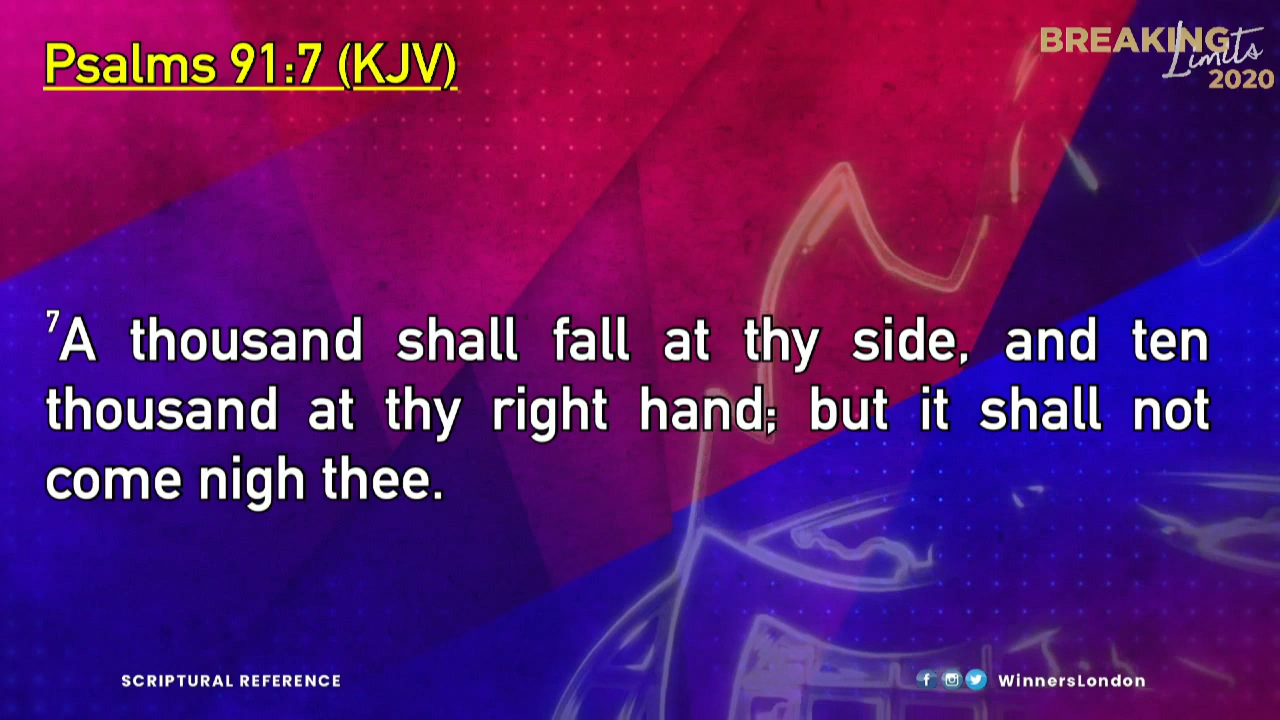 Psalms 91:7 (KJV)
BREAKING
Limits
2020
7A thousand shall fall at thy side, and ten
thousand at thy right hand; but it shall not
come nigh thee.
SCRIPTURAL REFERENCE
WinnersLondon